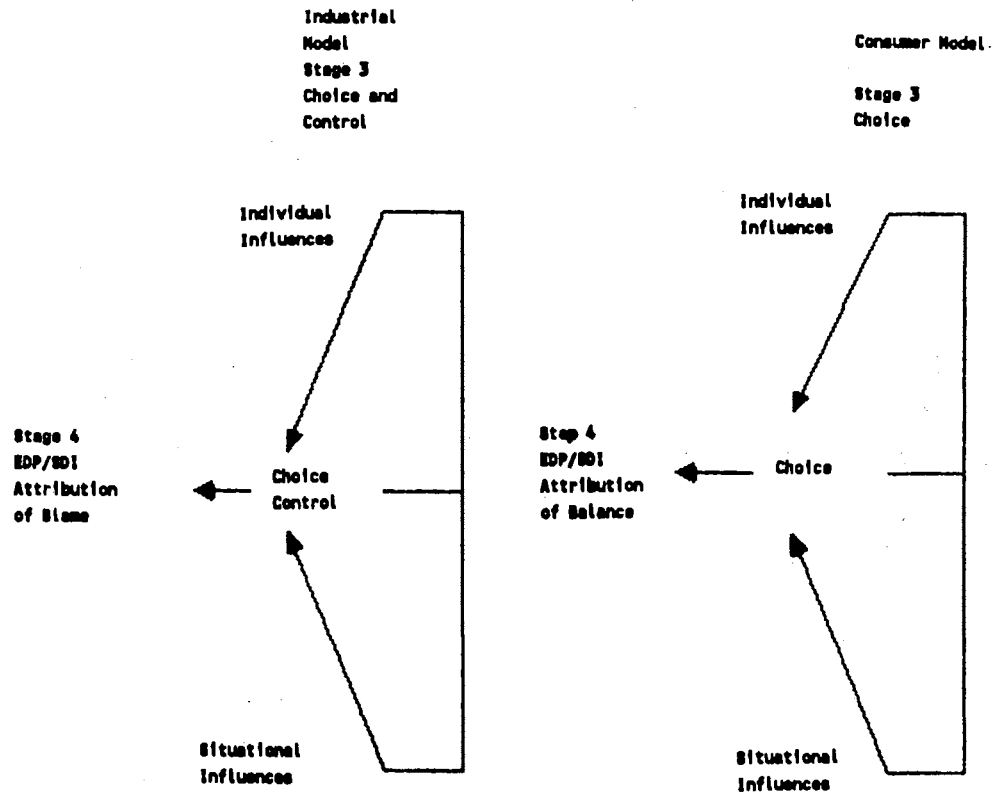 Industrial
Model
Stage 3
Choice and
Control
Consumer Model
Stage 3
Choice
Individual
Influences
Individual
Influences
Stage 4
EDP/SDI
Attribution
of Blame
Choice
Control
Step 4
EDP/SDI
Attribution
of Balance
Choice
Situational
Influences
Situational
Influences